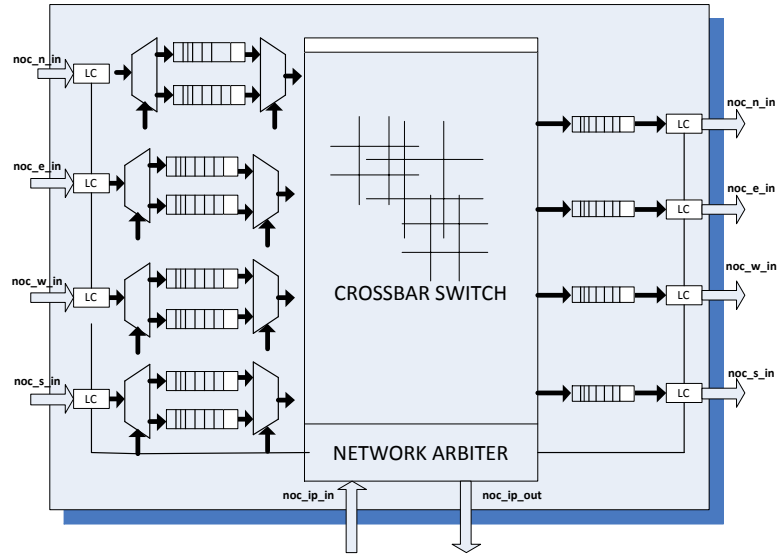 noc_n_in
LC
noc_e_in
LC
noc_w_in
LC
noc_s_in
LC
CROSSBAR SWITCH
NETWORK ARBITER
noc_ip_in
noc_ip_out
LC
noc_n_in
LC
noc_e_in
LC
noc_w_in
LC
noc_s_in